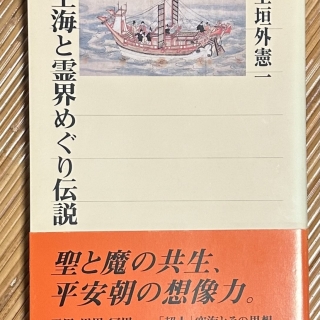 垣外憲一
海と霊界めぐり伝説
聖と魔の共生、
平安朝の想像力。